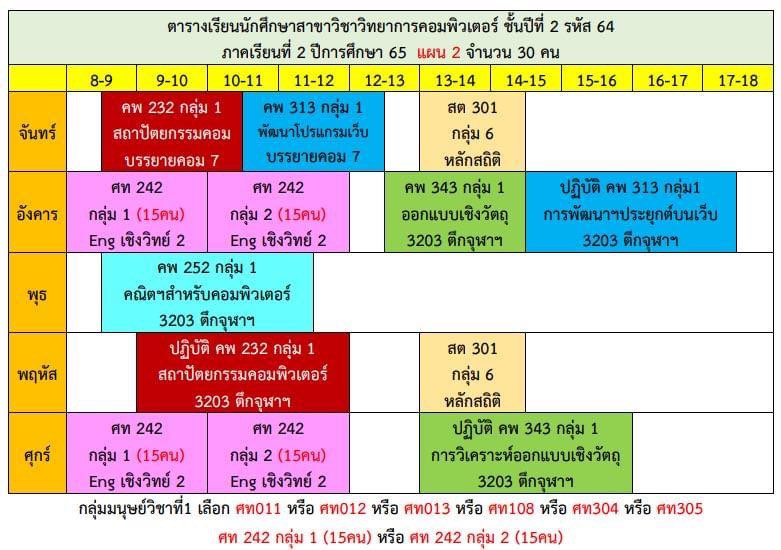 ตารางเรียนนักศึกษาสาขาวิชาวิทยาการคอมพิวเตอร์ ชั้นปีที่ 2 รหัส 64
ภาคเรียนที่ 2 ปีการศึกษา 65 แผน 2 จำนวน 30 คน
8-9 9-10 10-11 11-12 12-13 13-14 14-15 15-16 16-17 17-18
จันทร์
คพ 232 กลุ่ม 1
สถาปัตยกรรมคอม
บรรยายคอม 7
คพ 313 กลุ่ม 1
พัฒนาโปรแกรมเว็บ
บรรยายคอม 7
สต 301
กลุ่ม 6
หลักสถิติ
อังคาร
ศท 242
กลุ่ม 1 (15คน)
Eng เชิงวิทย์ 2
ศท 242
กลุ่ม 2 (15คน)
Eng เชิงวิทย์ 2
คพ 343 กลุ่ม 1
ออกแบบเชิงวัตถุ
3203 ตึกจุฬาฯ
ปฏิบัติ คพ 313 กลุ่ม1
การพัฒนาฯประยุกต์บนเว็บ
3203 ตึกจุฬาฯ
พุธ
คพ 252 กลุ่ม 1
คณิตฯสำหรับคอมพิวเตอร์
3203 ตึกจุฬาฯ
พฤหัส
ปฏิบัติ คพ 232 กลุ่ม 1
สถาปัตยกรรมคอมพิวเตอร์
3203 ตึกจุฬาฯ
สต 301
กลุ่ม 6
หลักสถิติ
ศุกร์
ศท 242
กลุ่ม 1 (15คน)
Eng เชิงวิทย์ 2
ศท 242
กลุ่ม 2 (15คน)
Eng เชิงวิทย์ 2
ปฏิบัติ คพ 343 กลุ่ม 1
การวิเคราะห์ออกแบบเชิงวัตถุ
3203 ตึกจุฬาฯ
กลุ่มมนุษย์วิชาที่1 เลือก ศท011 หรือ ศท012 หรือ ศท013 หรือ ศท108 หรือ ศท304 หรือ ศท305
ศท 242 กลุ่ม 1 (15คน) หรือ ศท 242 กลุ่ม 2 (15คน)